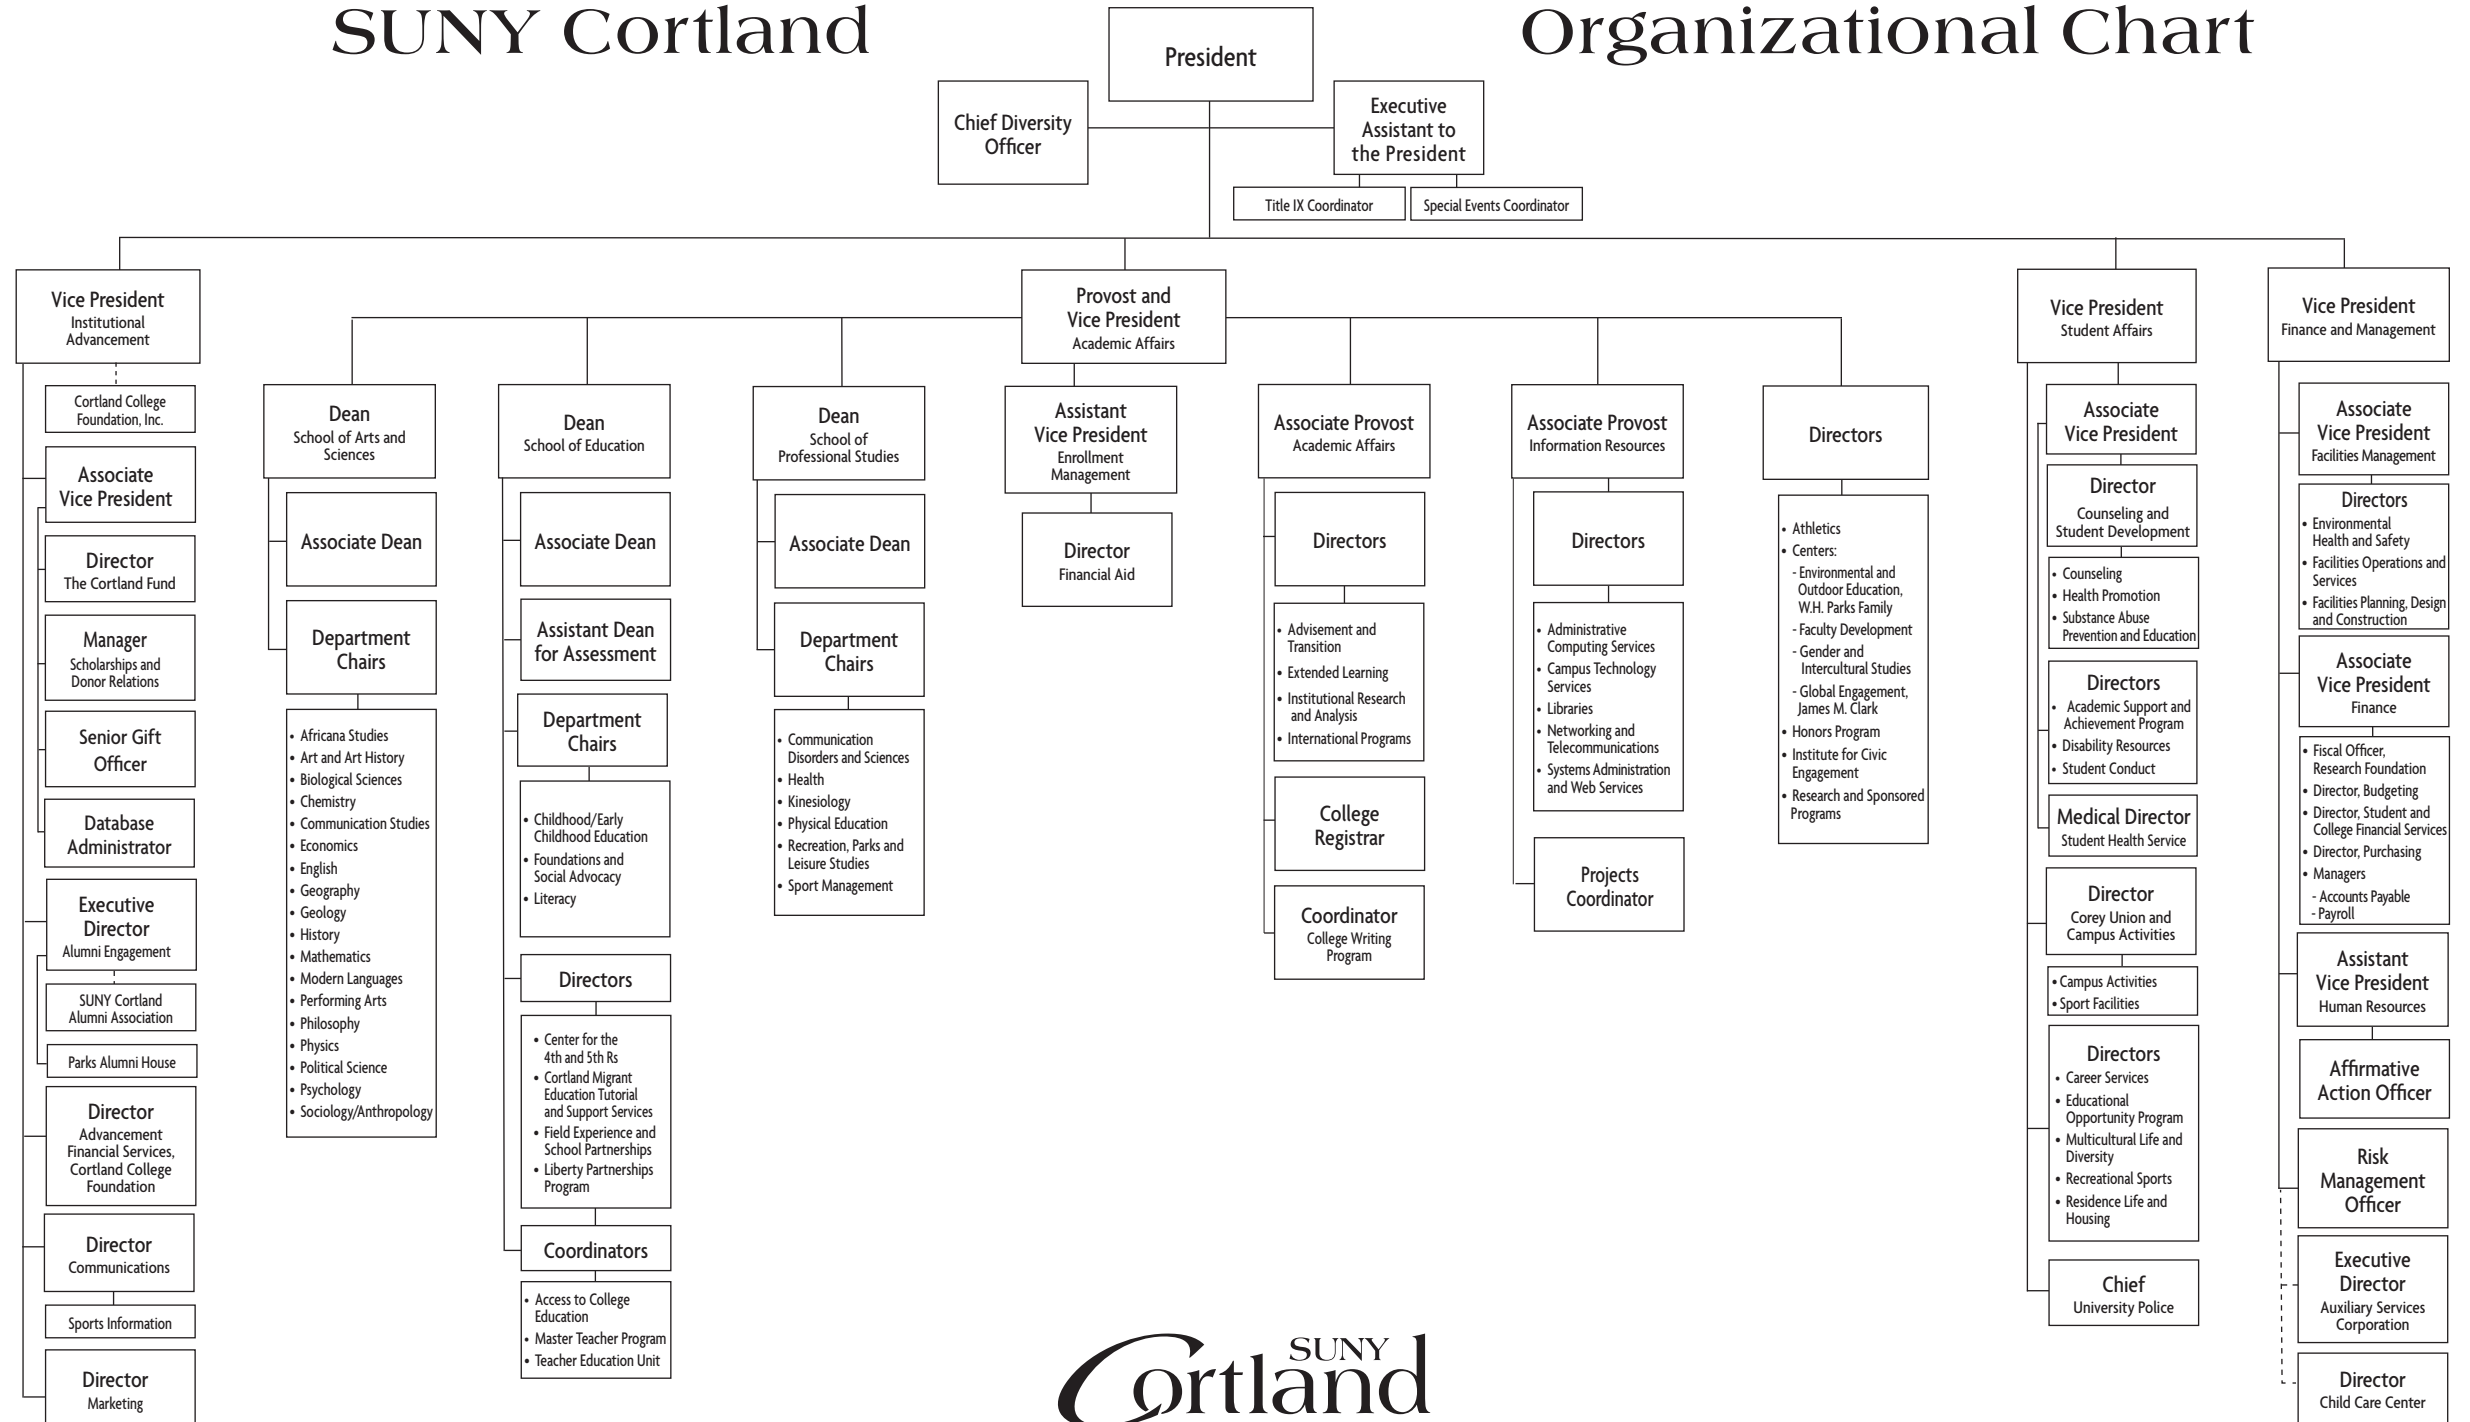 SUNY Cortland
Organizational Chart
President
Chief Diversity
Officer
Executive
Assistant to
the President
Title IX Coordinator
Special Events Coordinator
Vice President
Institutional
Advancement
Cortland College
Foundation, Inc.
Associate
Vice President
Director
The Cortland Fund
Manager
Scholarships and
Donor Relations
Senior Gift
Officer
Database
Administrator
Executive
Director
Alumni Engagement
SUNY Cortland
Alumni Association
Parks Alumni House
Director
Advancement
Financial Services,
Cortland College
Foundation
Director
Communications
Sports Information
Director
Marketing
Provost and
Vice President
Academic Affairs
Dean
School of Arts and
Sciences
Associate Dean
Department
Chairs
• Africana Studies
• Art and Art History
• Biological Sciences
• Chemistry
• Communication Studies
• Economics
• English
• Geography
• Geology
• History
• Mathematics
• Modern Languages
• Performing Arts
• Philosophy
• Physics
• Political Science
• Psychology
• Sociology/Anthropology
Dean
School of Education
Associate Dean
Assistant Dean
for Assessment
Department
Chairs
• Childhood/Early
Childhood Education
• Foundations and
Social Advocacy
• Literacy
Directors
• Center for the
4th and 5th Rs
• Cortland Migrant
Education Tutorial
and Support Services
• Field Experience and
School Partnerships
• Liberty Partnerships
Program
Coordinators
• Access to College
Education
• Master Teacher Program
• Teacher Education Unit
Dean
School of
Professional Studies
Associate Dean
Department
Chairs
• Communication
Disorders and Sciences
• Health
• Kinesiology
• Physical Education
• Recreation, Parks and
Leisure Studies
• Sport Management
Assistant
Vice President
Enrollment
Management
Director
Financial Aid
Associate Provost
Academic Affairs
Directors
• Advisement and
Transition
• Extended Learning
• Institutional Research
and Analysis
• International Programs
College
Registrar
Coordinator
College Writing
Program
Associate Provost
Information Resources
Directors
• Administrative
Computing Services
• Campus Technology
Services
• Libraries
• Networking and
Telecommunications
• Systems Administration
and Web Services
Projects
Coordinator
Directors
• Athletics
• Centers:
- Environmental and
Outdoor Education,
W.H. Parks Family
- Faculty Development
- Gender and
Intercultural Studies
- Global Engagement,
James M. Clark
• Honors Program
• Institute for Civic
Engagement
• Research and Sponsored
Programs
Vice President
Student Affairs
Associate
Vice President
Director
Counseling and
Student Development
• Counseling
• Health Promotion
• Substance Abuse
Prevention and Education
Directors
• Academic Support and
Achievement Program
• Disability Resources
• Student Conduct
Medical Director
Student Health Service
Director
Corey Union and
Campus Activities
• Campus Activities
• Sport Facilities
Directors
• Career Services
• Educational
Opportunity Program
• Multicultural Life and
Diversity
• Recreational Sports
• Residence Life and
Housing
Chief
University Police
Vice President
Finance and Management
Associate
Vice President
Facilities Management
Directors
• Environmental
Health and Safety
• Facilities Operations and
Services
• Facilities Planning, Design
and Construction
Associate
Vice President
Finance
• Fiscal Officer,
Research Foundation
• Director, Budgeting
• Director, Student and
College Financial Services
• Director, Purchasing
• Managers
- Accounts Payable
- Payroll
Assistant
Vice President
Human Resources
Affirmative
Action Officer
Risk
Management
Officer
Executive
Director
Auxiliary Services
Corporation
Director
Child Care Center
SUNY
Cortland